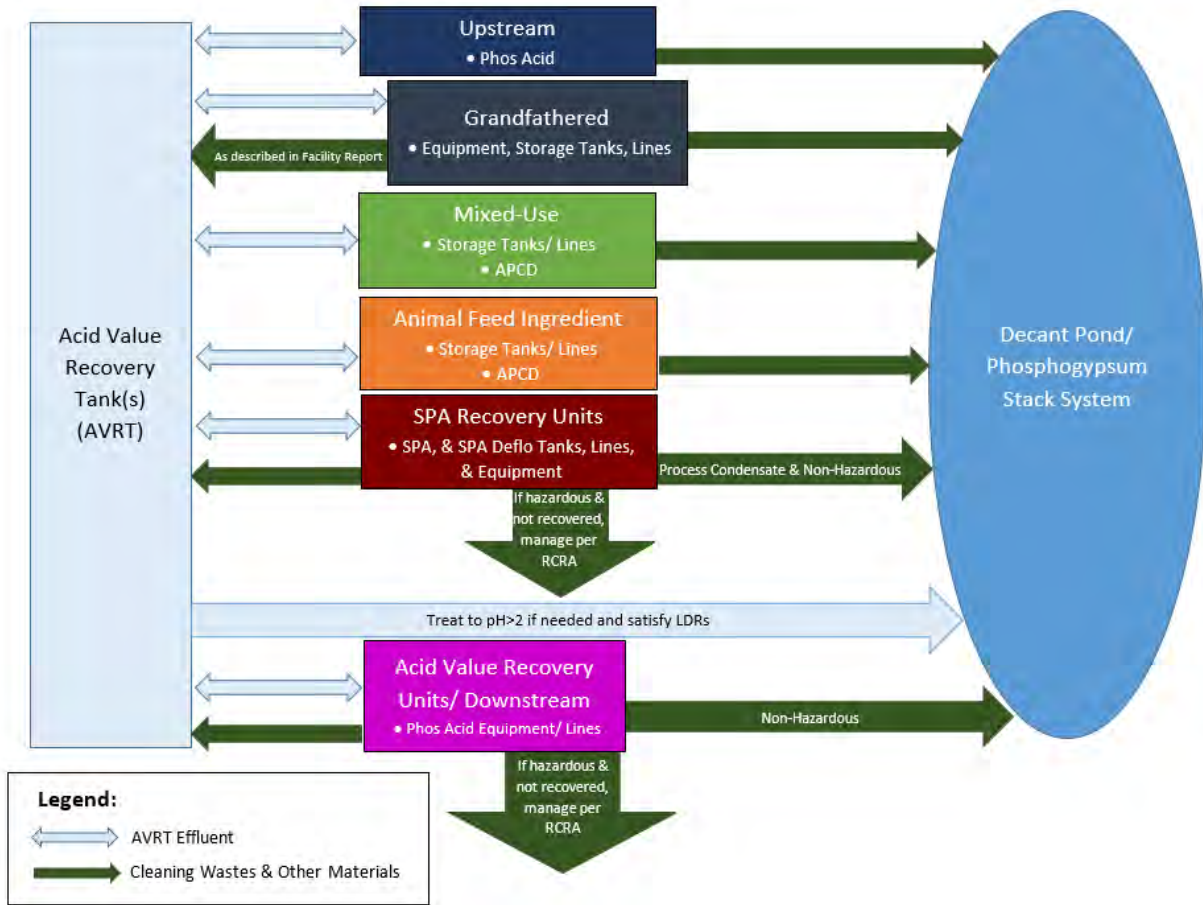 Upstream
• Phos Acid
Grandfathered
• Equipment, Storage Tanks, Lines
As described in Facility Report
Mixed-Use
• Storage Tanks/ Lines
• APCD
Animal Feed Ingredient
• Storage Tanks/ Lines
• APCD
Acid Value
Recovery
Tank(s)
(AVRT)
Decant Pond/
Phosphogypsum
Stack System
SPA Recovery Units
• SPA, & SPA Deflo Tanks, Lines,
& Equipment
Process Condensate & Non-Hazardous
If hazardous &
not recovered,
manage per
RCRA
Treat to pH>2 if needed and satisfy LDRs
Acid Value Recovery
Units/ Downstream
• Phos Acid Equipment/ Lines
Non-Hazardous
If hazardous &
not recovered,
manage per
RCRA
Legend:
AVRT Effluent
Cleaning Wastes & Other Materials